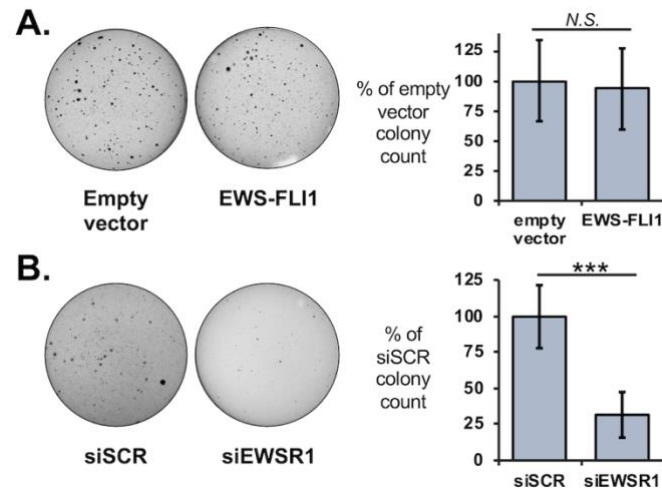 A.
Empty
vector
EWS-FLI1
% of empty
vector
colony
count
N.S.
125
100
75
50
25
0
empty
vector
EWS-FLI1
B.
siSCR
siEWSR1
% of
siSCR
colony
count
***
125
100
75
50
25
0
siSCR
siEWSR1